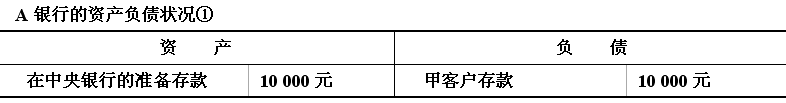 A 银行的资产负债状况①
资 产 负 债
在中央银行的准备存款 10 000 元 甲客户存款 10 000 元